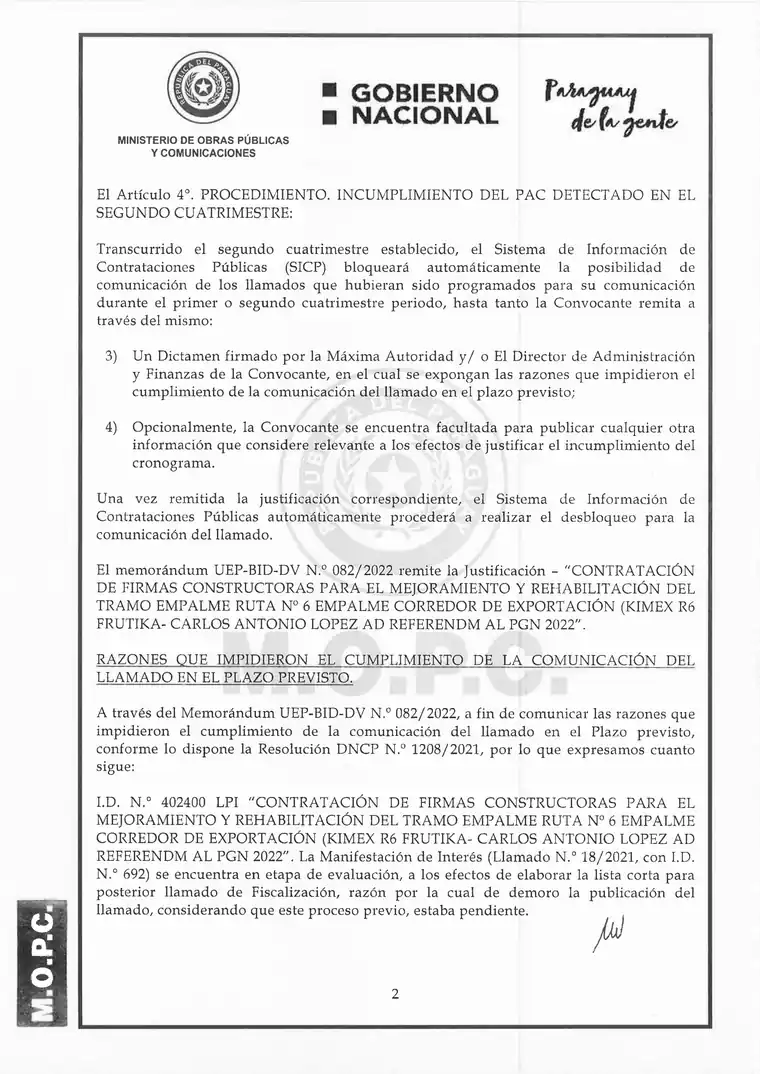 REPUBLICA DEL PARAGUAY
MINISTERIO DE OBRAS PÚBLICAS
Y COMUNICACIONES
GOBIERNO
NACIONAL
Paraguay
de la gente
El Artículo 4°. PROCEDIMIENTO. INCUMPLIMIENTO DEL PAC DETECTADO EN EL
SEGUNDO CUATRIMESTRE:
Transcurrido el segundo cuatrimestre establecido, el Sistema de Información de
Contrataciones Públicas (SICP) bloqueará automáticamente la posibilidad de
comunicación de los llamados que hubieran sido programados para su comunicación
durante el primer o segundo cuatrimestre periodo, hasta tanto la Convocante remita a
través del mismo:
3) Un Dictamen firmado por la Máxima Autoridad y/ o El Director de Administración
y Finanzas de la Convocante, en el cual se expongan las razones que impidieron el
cumplimiento de la comunicación del llamado en el plazo previsto;
4) Opcionalmente, la Convocante se encuentra facultada para publicar cualquier otra
información que considere relevante a los efectos de justificar el incumplimiento del
cronograma.
Una vez remitida la justificación correspondiente, el Sistema de Información de
Contrataciones Públicas automáticamente procederá a realizar el desbloqueo para la
comunicación del llamado.
El memorándum UEP-BID-DV N.° 082/2022 remite la Justificación – "CONTRATACIÓN
DE FIRMAS CONSTRUCTORAS PARA EL MEJORAMIENTO Y REHABILITACIÓN DEL
TRAMO EMPALME RUTA Nº 6 EMPALME CORREDOR DE EXPORTACIÓN (KIMEX R6
FRUTIKA- CARLOS ANTONIO LOPEZ AD REFERENDM AL PGN 2022".
RAZONES QUE IMPIDIERON EL CUMPLIMIENTO DE LA COMUNICACIÓN DEL
LLAMADO EN EL PLAZO PREVISTO.
A través del Memorándum UEP-BID-DV N.° 082/2022, a fin de comunicar las razones que
impidieron el cumplimiento de la comunicación del llamado en el Plazo previsto,
conforme lo dispone la Resolución DNCP N.° 1208/2021, por lo que expresamos cuanto
sigue:
I.D. N.° 402400 LPI "CONTRATACIÓN DE FIRMAS CONSTRUCTORAS PARA EL
MEJORAMIENTO Y REHABILITACIÓN DEL TRAMO EMPALME RUTA Nº 6 EMPALME
CORREDOR DE EXPORTACIÓN (KIMEX R6 FRUTIKA- CARLOS ANTONIO LOPEZ AD
REFERENDM AL PGN 2022". La Manifestación de Interés (Llamado N.° 18/2021, con I.D.
N.° 692) se encuentra en etapa de evaluación, a los efectos de elaborar la lista corta para
posterior llamado de Fiscalización, razón por la cual de demoro la publicación del
llamado, considerando que este proceso previo, estaba pendiente.
M.O.P.C.
M.O.P.C.
2